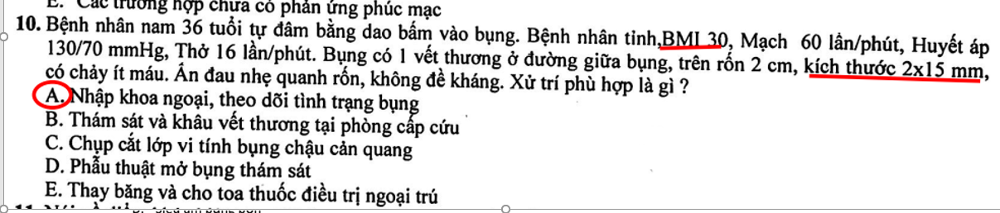 E. Các trường hợp chưa có phản ứng phúc mạc
10. Bệnh nhân nam 36 tuổi tự đâm bằng dao bấm vào bụng. Bệnh nhân tỉnh, BMI 30, Mạch 60 lần/phút, Huyết áp
130/70 mmHg, Thở 16 lần/phút. Bụng có 1 vết thương ở đường giữa bụng, trên rốn 2 cm, kích thước 2x15 mm,
có chảy ít máu. Ấn đau nhẹ quanh rốn, không đề kháng. Xử trí phù hợp là gì ?
A. Nhập khoa ngoại, theo dõi tình trạng bụng
B. Thám sát và khâu vết thương tại phòng cấp cứu
C. Chụp cắt lớp vi tính bụng chậu cản quang
D. Phẫu thuật mở bụng thám sát
E. Thay băng và cho toa thuốc điều trị ngoại trú